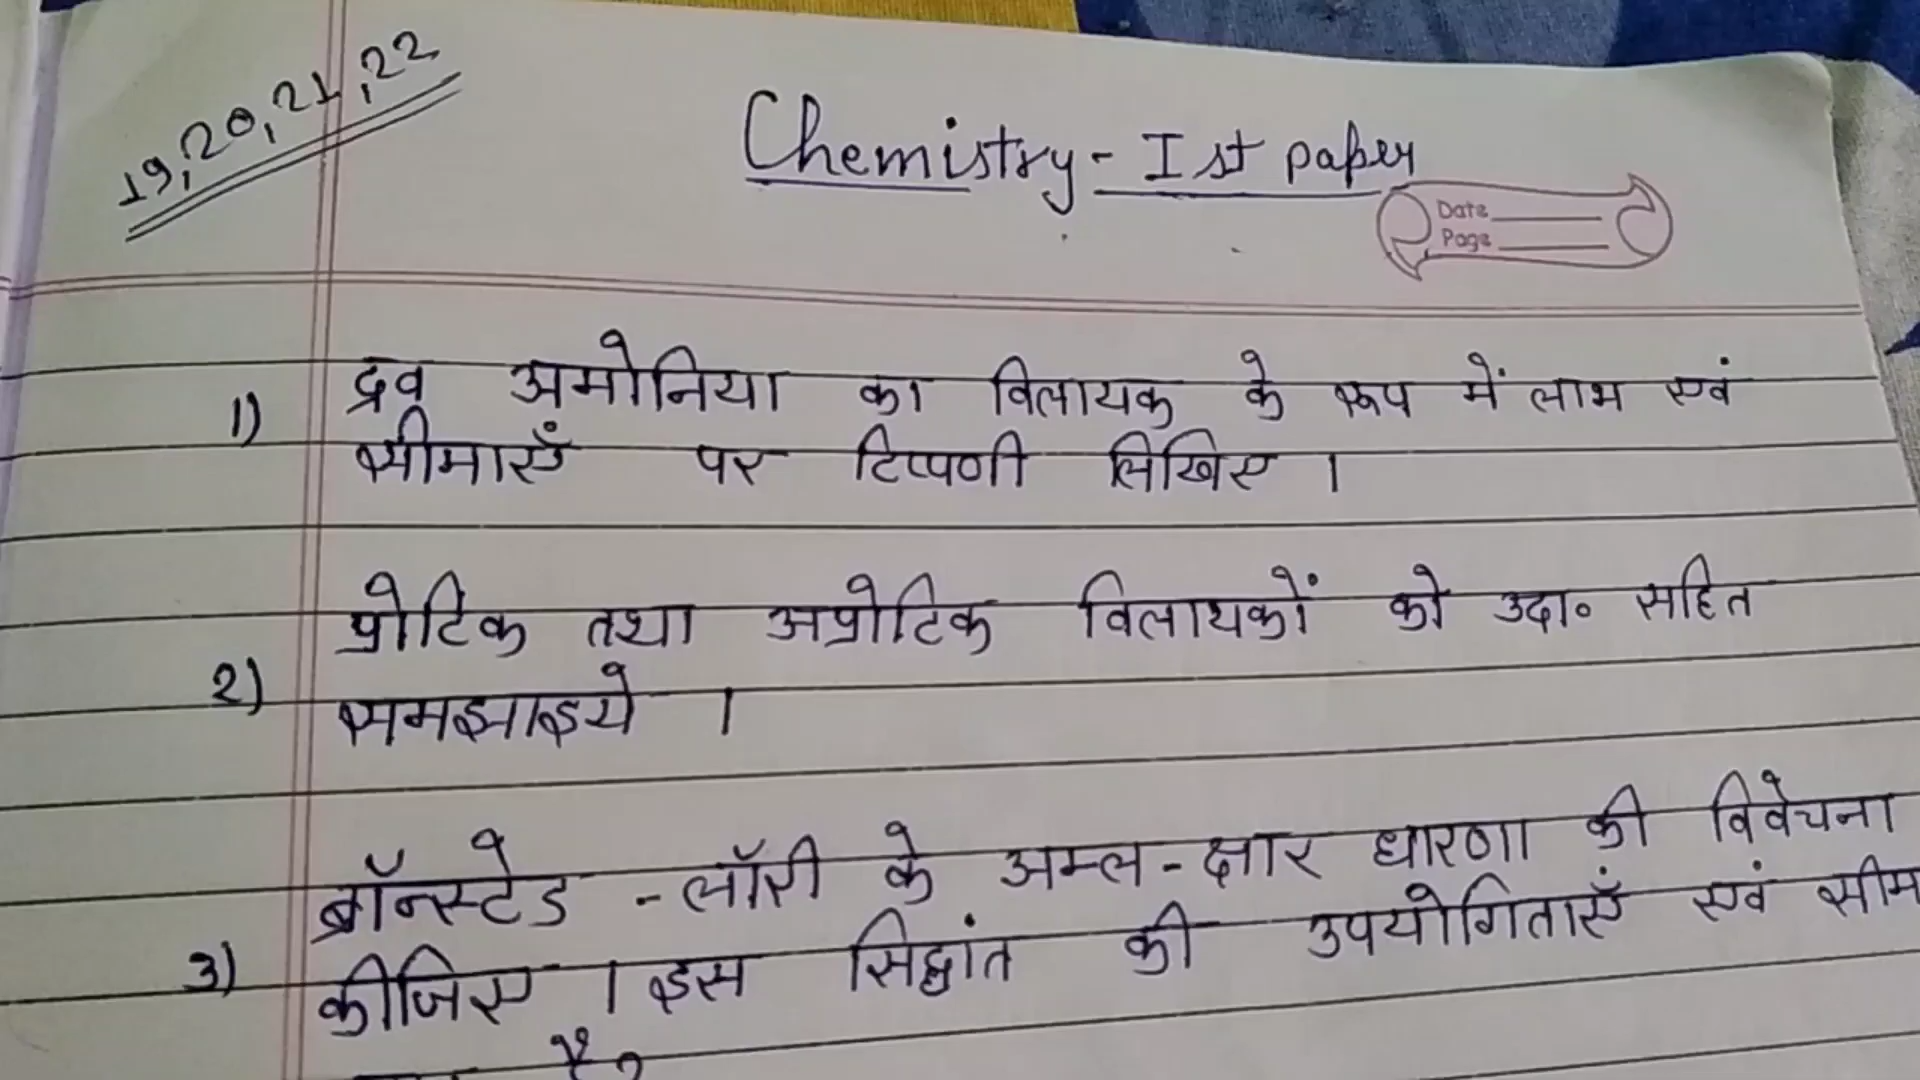 19,20,21,22
Chemistry - Ist paper
Date
Page
1) द्रव अमोनिया का विलायक के रूप में लाभ एवं
सीमाएँ पर टिप्पणी लिखिए ।
प्रोटिक तथा अप्रोटिक विलायकों को उदा० सहित
2) समझाइये ।
ब्रॉन्स्टेड - लॉरी के अम्ल - क्षार धारणा की विवेचना
3) कीजिए । इस सिद्धांत की उपयोगिताएँ एवं सीम
है ?